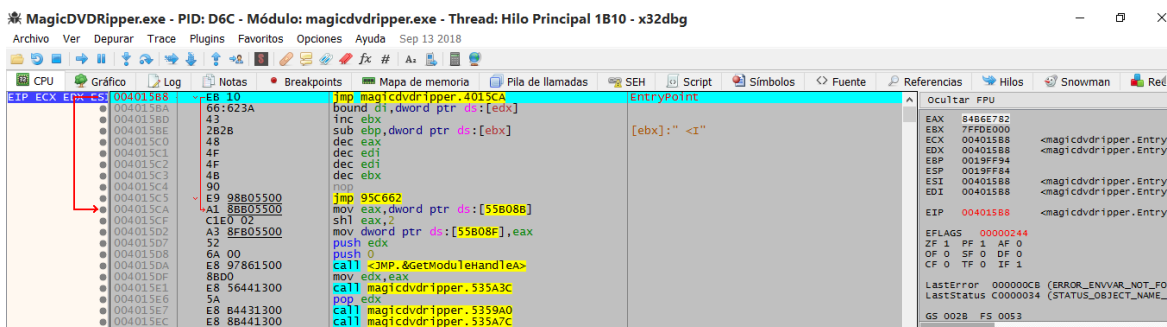 MagicDVDRipper.exe - PID: D6C - Módulo: magicdvdripper.exe - Thread: Hilo Principal 1B10 - x32dbg
Archivo Ver Depurar Trace Plugins Favoritos Opciones Ayuda Sep 13 2018
CPU Gráfico Log Notas Breakpoints Mapa de memoria Pila de llamadas SEH Script Símbolos Fuente Referencias Hilos Snowman
EIP ECX EDX ESI 004015B8 EB 10 jmp magicdvdripper.4015CA EntryPoint
004015BA 66:623A bound di,dword ptr ds:[edx]
004015BD 43 inc ebx
004015BE 2B2B sub ebp,dword ptr ds:[ebx] [ebx]:" <I"
004015C0 48 dec eax
004015C1 4F dec edi
004015C2 4F dec edi
004015C3 4B dec ebx
004015C4 90 nop
004015C5 E9 98B05500 jmp 95C662
004015CA A1 8BB05500 mov eax,dword ptr ds:[55B08B]
004015CF C1E0 02 shl eax,2
004015D2 A3 8FB05500 mov dword ptr ds:[55B08F],eax
004015D7 52 push edx
004015D8 6A 00 push 0
004015DA E8 97861500 call <JMP.&GetModuleHandleA>
004015DF 8BD0 mov edx,eax
004015E1 E8 56441300 call magicdvdripper.535A3C
004015E6 5A pop edx
004015E7 E8 B4431300 call magicdvdripper.5359A0
004015EC E8 8B441300 call magicdvdripper.535A7C
Ocultar FPU
EAX 84B6E782
EBX 7FFDE000
ECX 004015B8 <magicdvdripper.Entry
EDX 004015B8 <magicdvdripper.Entry
EBP 0019FF94
ESP 0019FF84
ESI 004015B8 <magicdvdripper.Entry
EDI 004015B8 <magicdvdripper.Entry
EIP 004015B8 <magicdvdripper.Entry
EFLAGS 00000244
ZF 1 PF 1 AF 0
OF 0 SF 0 DF 0
CF 0 TF 0 IF 1
LastError 000000CB (ERROR_ENVVAR_NOT_FO
LastStatus C0000034 (STATUS_OBJECT_NAME_
GS 002B FS 0053